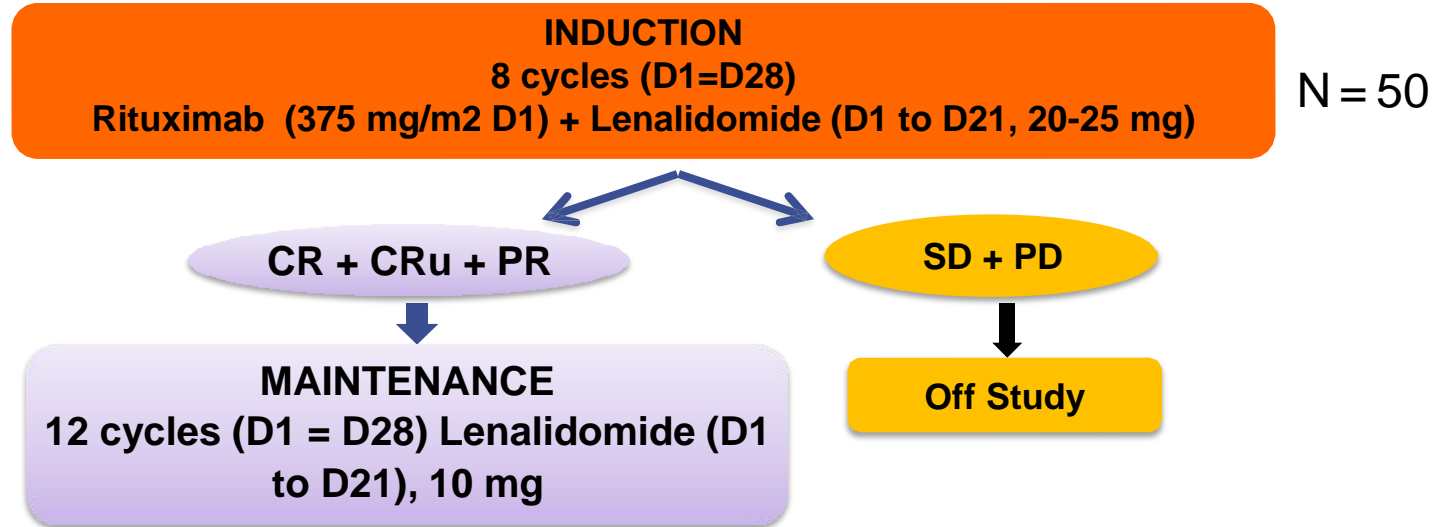 INDUCTION
8 cycles (D1=D28)
Rituximab (375 mg/m2 D1) + Lenalidomide (D1 to D21, 20-25 mg)
N = 50
CR + CRu + PR
SD + PD
MAINTENANCE
12 cycles (D1 = D28) Lenalidomide (D1
to D21), 10 mg
Off Study